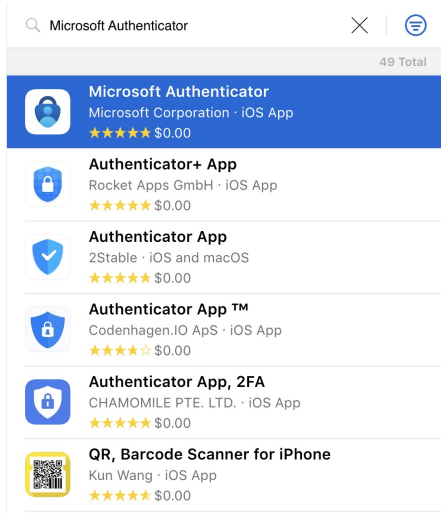 Microsoft Authenticator
49 Total
Microsoft Authenticator
Microsoft Corporation · iOS App
$0.00
Authenticator+ App
Rocket Apps GmbH · iOS App
$0.00
Authenticator App
2Stable · iOS and macOS
$0.00
Authenticator App ™
Codenhagen.IO ApS · iOS App
$0.00
Authenticator App, 2FA
CHAMOMILE PTE. LTD. · iOS App
$0.00
QR, Barcode Scanner for iPhone
Kun Wang · iOS App
$0.00